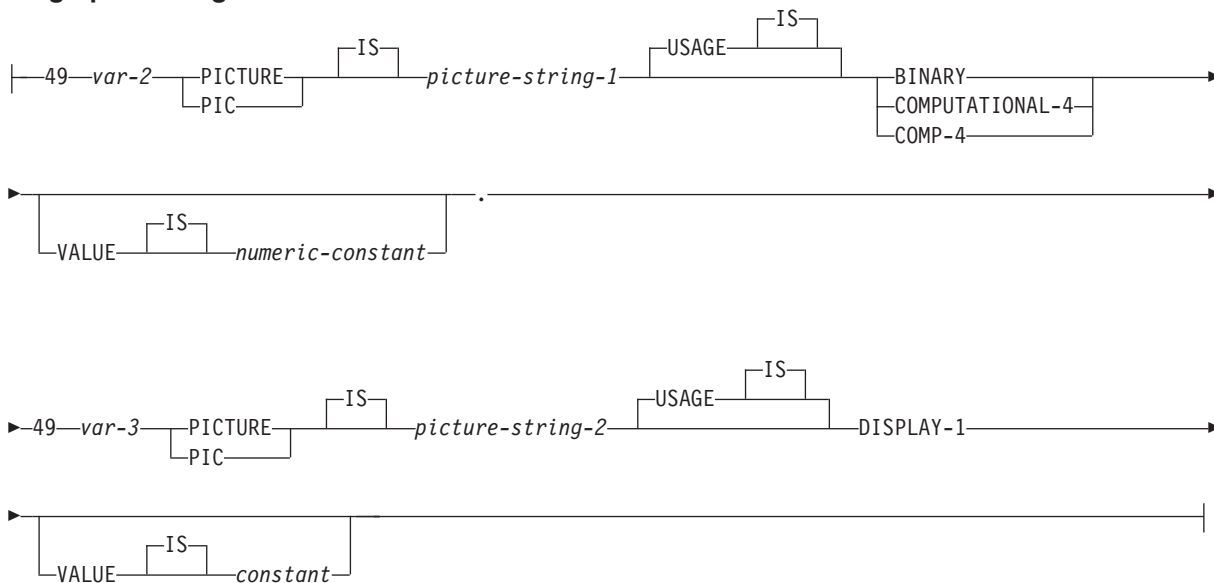 IS USAGE IS
49 var-2 PICTURE IS picture-string-1 BINARY
PIC COMPUTATIONAL-4
COMP-4
.
IS
VALUE numeric-constant
IS USAGE IS
49 var-3 PICTURE picture-string-2 DISPLAY-1
PIC
IS
VALUE constant